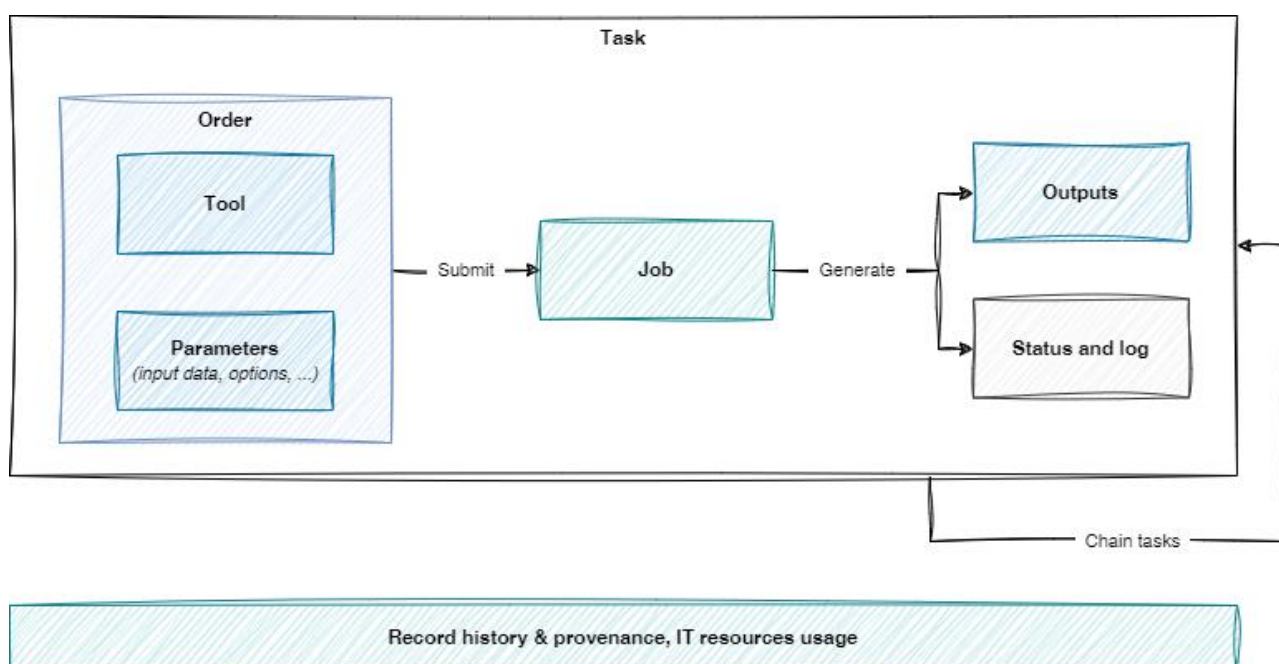 Task
Order
Tool
Parameters
(input data, options, ...)
Submit
Job
Generate
Outputs
Status and log
Chain tasks
Record history & provenance, IT resources usage